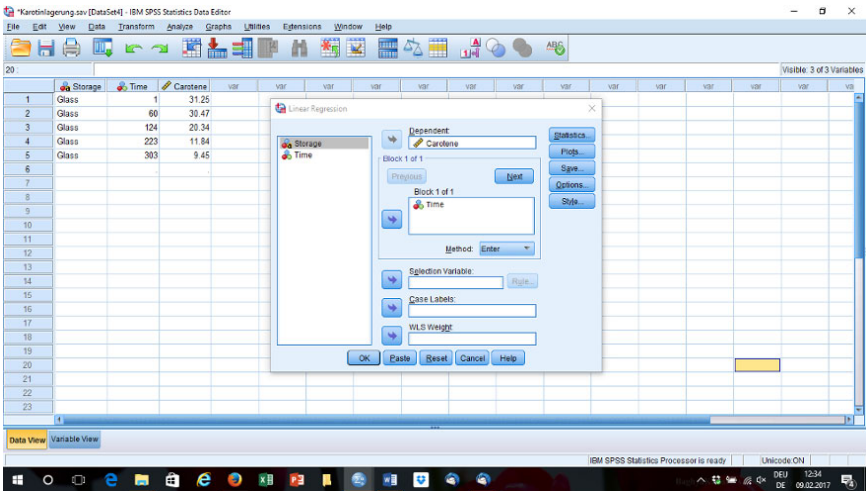 *Karotinlagerung.sav [DataSet4] - IBM SPSS Statistics Data Editor
File Edit View Data Transform Analyze Graphs Utilities Extensions Window Help
20 :
Visible: 3 of 3 Variables
Storage Time Carotene var var var var var var var var var var var var va
1 Glass 1 31.25
2 Glass 60 30.47
3 Glass 124 20.34
4 Glass 223 11.84
5 Glass 303 9.45
6 . .
7
8
9
10
11
12
13
14
15
16
17
18
19
20
21
22
23
Linear Regression
Storage
Time
Dependent:
Carotene
Block 1 of 1
Previous
Next
Block 1 of 1
Time
Method: Enter
Selection Variable:
Rule...
Case Labels:
WLS Weight:
Statistics...
Plots...
Save...
Options...
Style...
OK Paste Reset Cancel Help
Data View Variable View
IBM SPSS Statistics Processor is ready
Unicode:ON
DEU 12:34
DE 09.02.2017